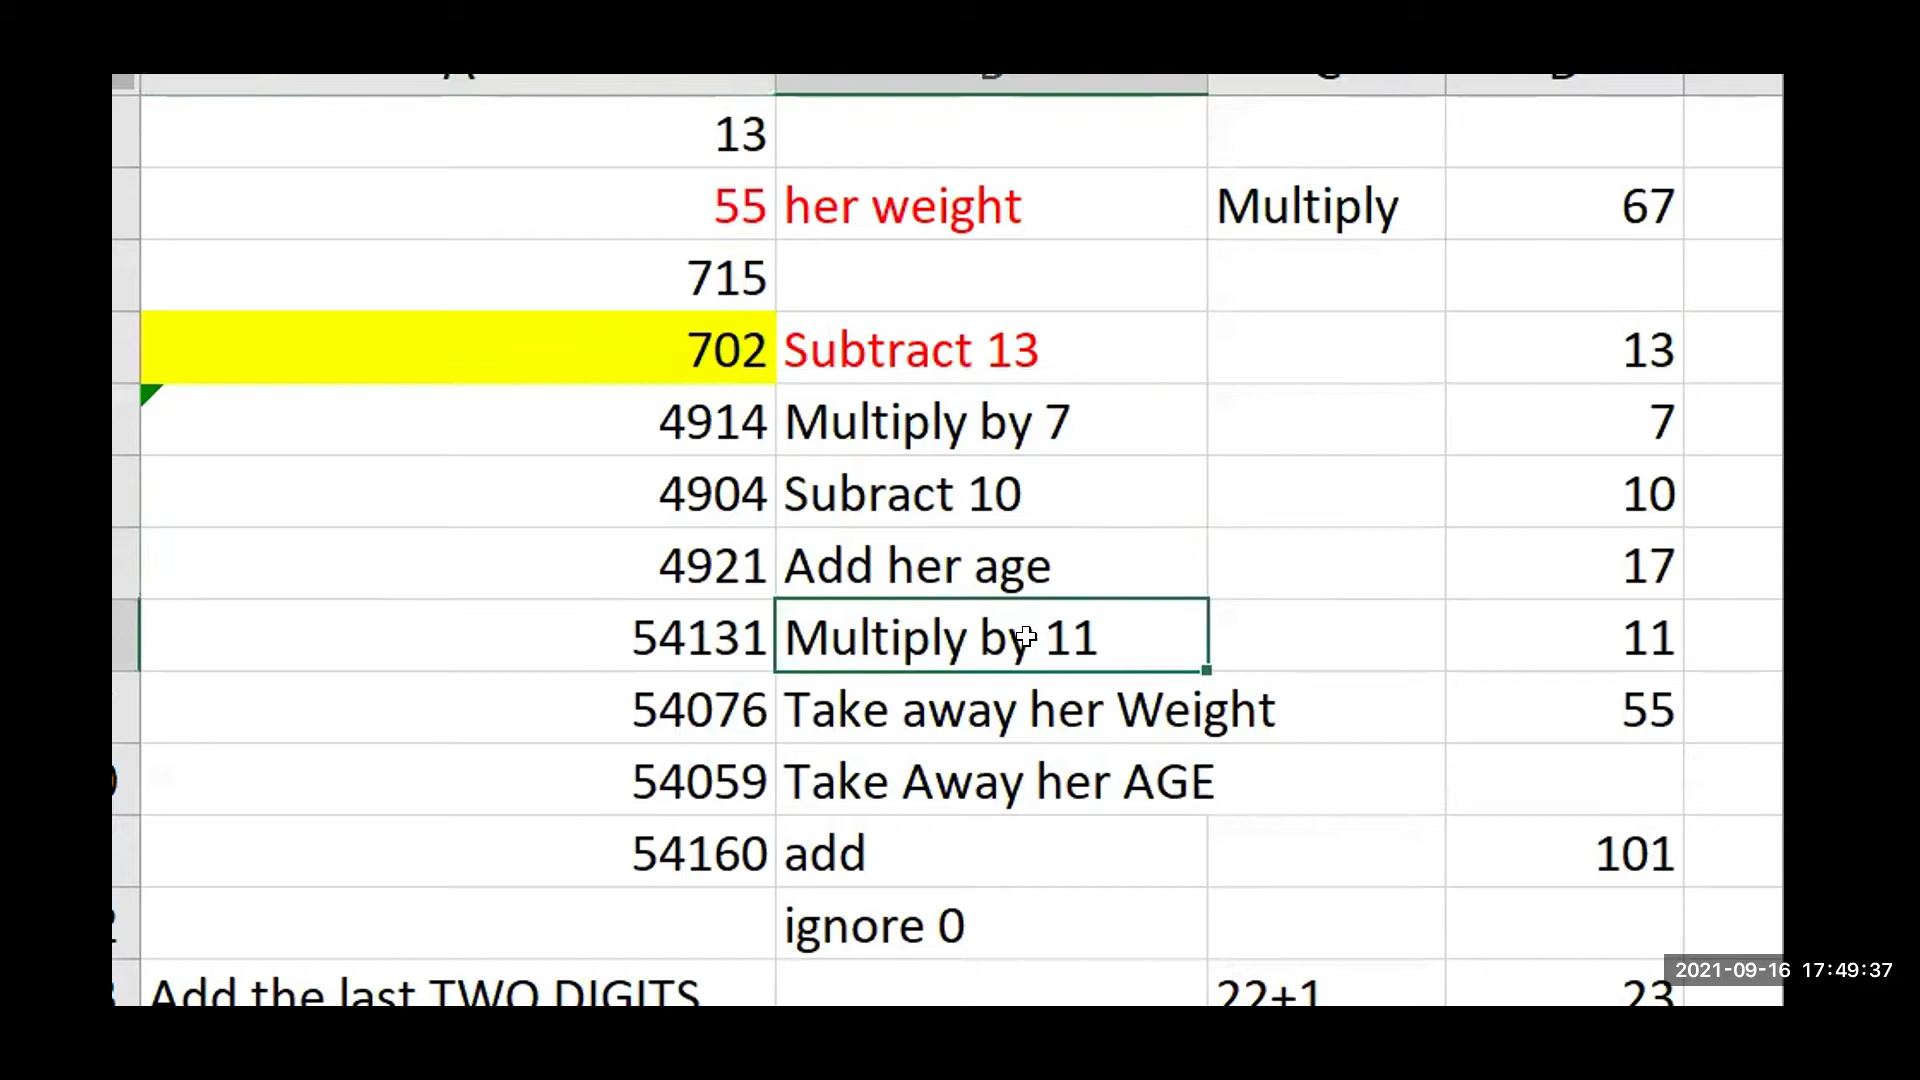 13
55 her weight Multiply 67
715
702 Subtract 13 13
4914 Multiply by 7 7
4904 Subract 10 10
4921 Add her age 17
54131 Multiply by 11 11
54076 Take away her Weight 55
54059 Take Away her AGE
54160 add 101
ignore 0
2021-09-16 17:49:37
Add the last TWO DIGITS 22+1 23